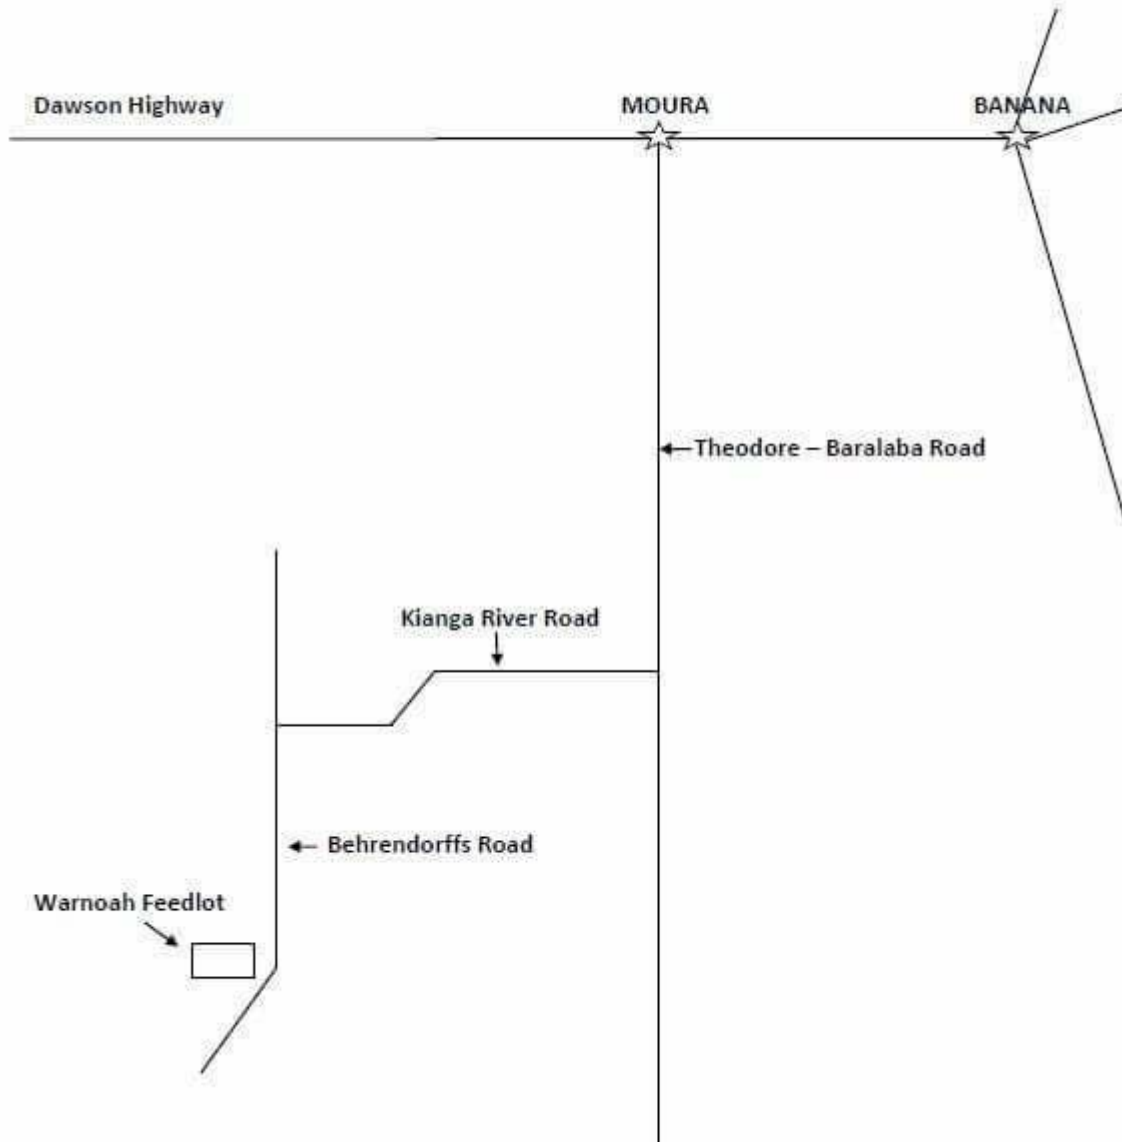 Dawson Highway
MOURA
BANANA
Theodore – Baralaba Road
Kianga River Road
Behrendorffs Road
Warnoah Feedlot